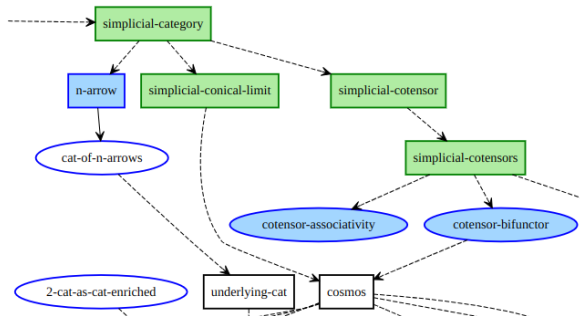 simplicial-category
n-arrow
simplicial-conical-limit
simplicial-cotensor
cat-of-n-arrows
simplicial-cotensors
cotensor-associativity
cotensor-bifunctor
2-cat-as-cat-enriched
underlying-cat
cosmos